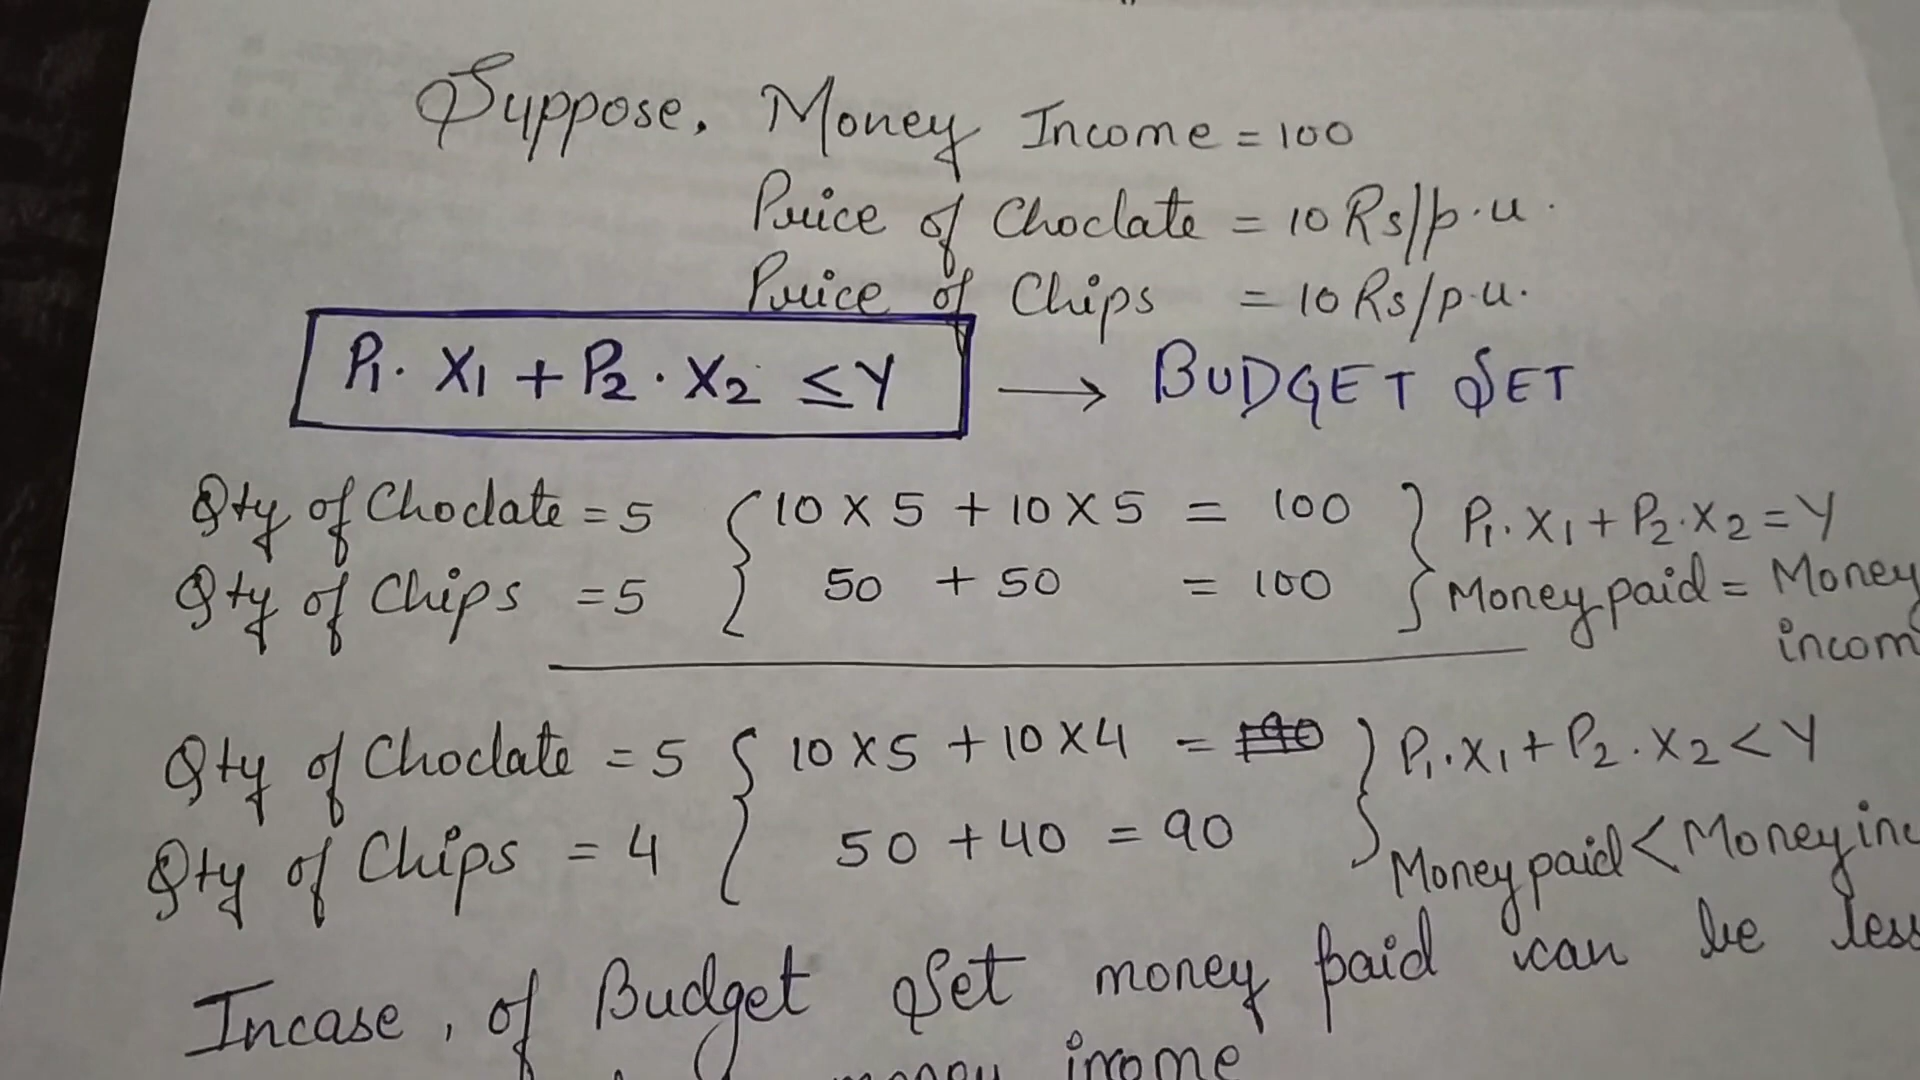 Suppose, Money Income = 100
Price of Choclate = 10 Rs/p.u.
Price of Chips = 10 Rs/p.u.
P1. X1 + P2. X2 ≤ Y → BUDGET SET
Qty of Choclate = 5 { 10 X 5 + 10 X 5 = 100 } P1. X1 + P2. X2 = Y
Qty of Chips = 5 50 + 50 = 100 Money paid = Money
incom
Qty of Choclate = 5 { 10 X 5 + 10 X 4 = } P1. X1 + P2. X2 < Y
Qty of Chips = 4 50 + 40 = 90 Money paid < Money inc
Incase, of Budget Set money paid can be less
money income